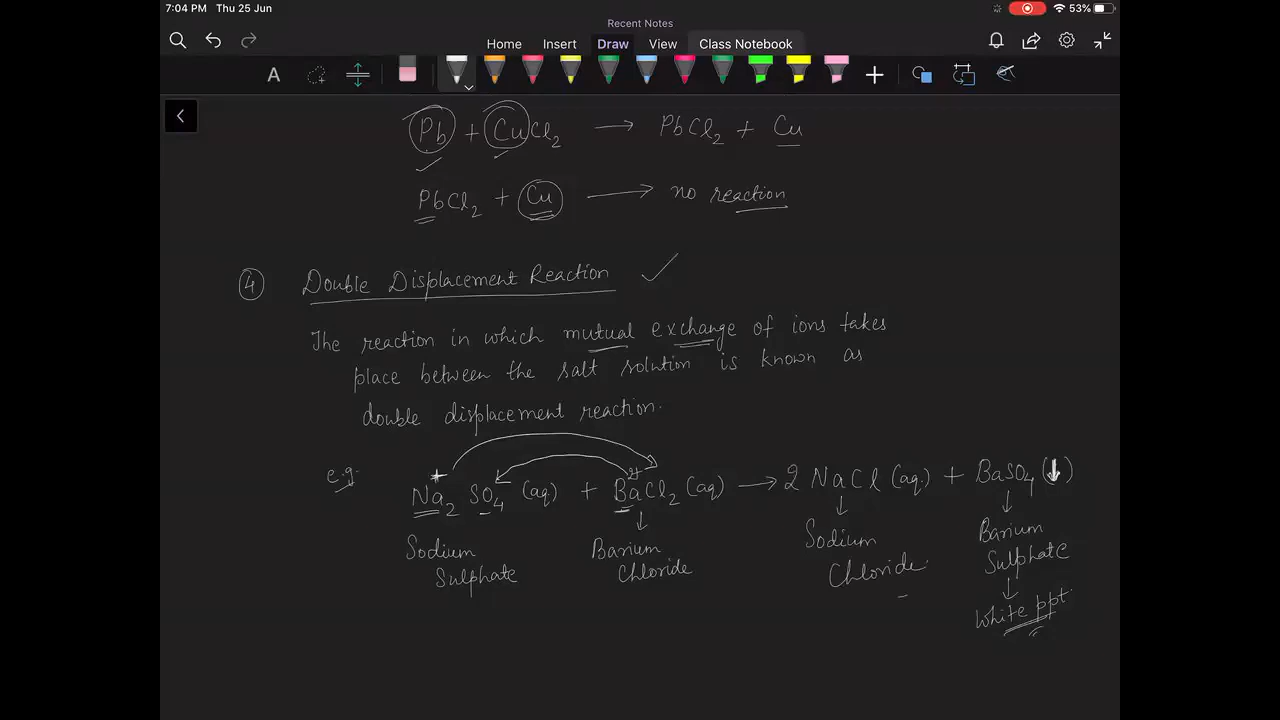 7:04 PM Thu 25 Jun
53%
Recent Notes
Home Insert Draw View Class Notebook
A
Pb + CuCl2 → PbCl2 + Cu
PbCl2 + Cu → no reaction
④ Double Displacement Reaction ✓
The reaction in which mutual exchange of ions takes
place between the salt solution is known as
double displacement reaction.
e.g.
+ 2+
Na2 SO4 (aq) + BaCl2 (aq) → 2 NaCl (aq) + BaSO4 (↓)
Sodium Sulphate
Barium Chloride
Sodium Chloride
Barium Sulphate
White ppt.